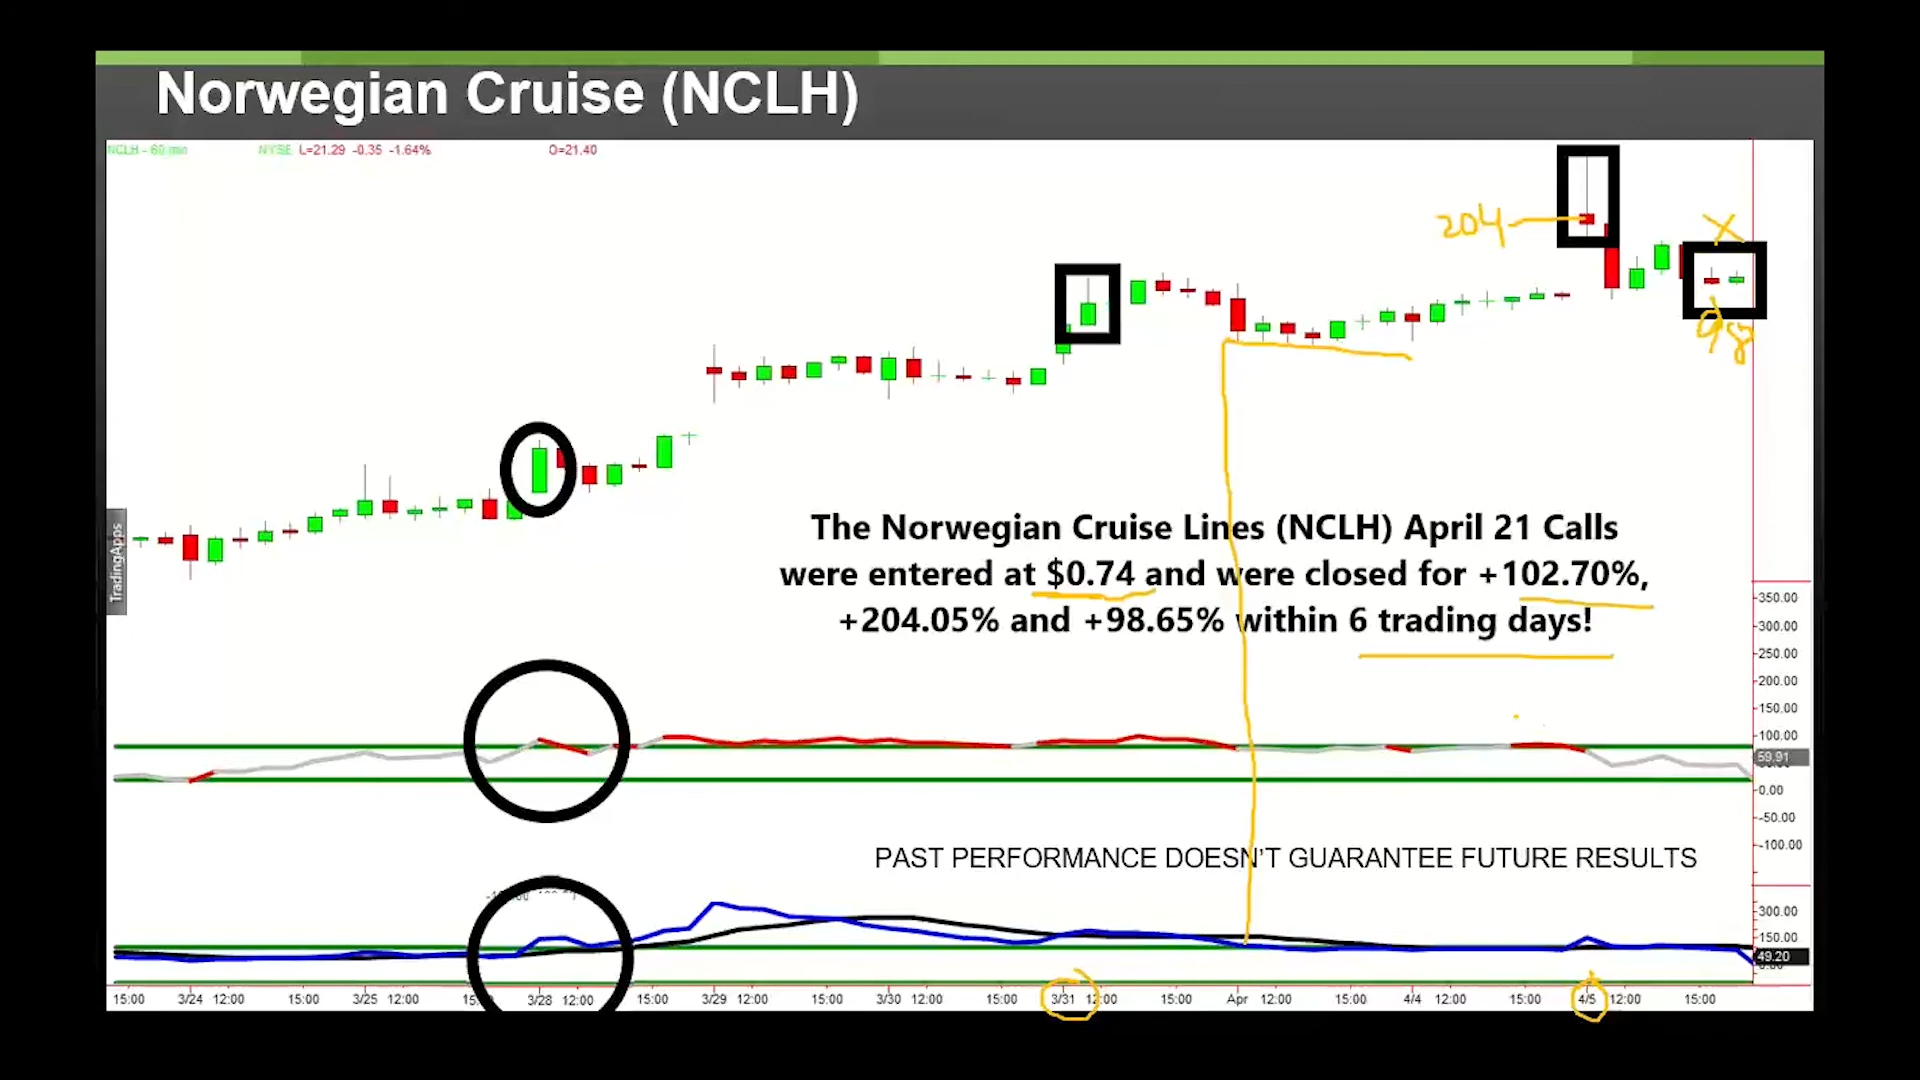 Norwegian Cruise (NCLH)
NCLH - 60 min NYSE L=21.29 -0.35 -1.64% O=21.40
204
X
98
TradingApps
The Norwegian Cruise Lines (NCLH) April 21 Calls
were entered at $0.74 and were closed for +102.70%,
+204.05% and +98.65% within 6 trading days!
350.00
300.00
250.00
200.00
150.00
100.00
59.91
0.00
-50.00
-100.00
PAST PERFORMANCE DOESN'T GUARANTEE FUTURE RESULTS
300.00
150.00
49.20
15:00 3/24 12:00 15:00 3/25 12:00 3/28 12:00 15:00 3/29 12:00 15:00 3/30 12:00 15:00 3/31 12:00 15:00 Apr 12:00 15:00 4/4 12:00 15:00 4/5 12:00 15:00